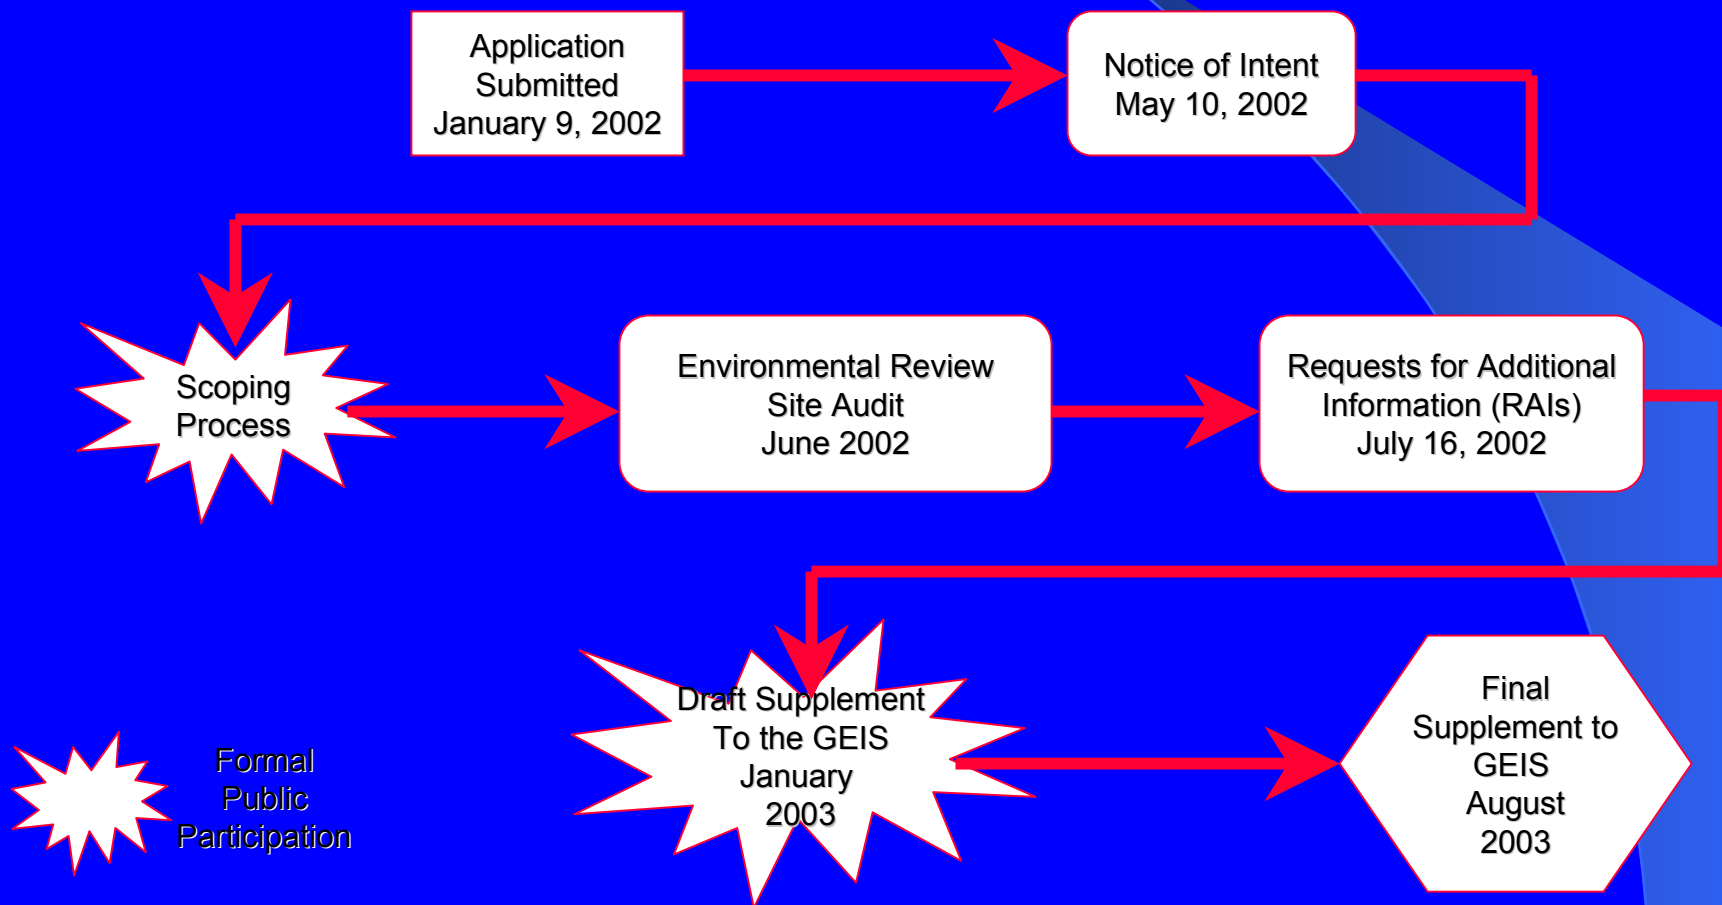 Application
Submitted
January 9, 2002
Notice of Intent
May 10, 2002
Scoping
Process
Environmental Review
Site Audit
June 2002
Requests for Additional
Information (RAIs)
July 16, 2002
Draft Supplement
To the GEIS
January
2003
Final
Supplement to
GEIS
August
2003
Formal
Public
Participation